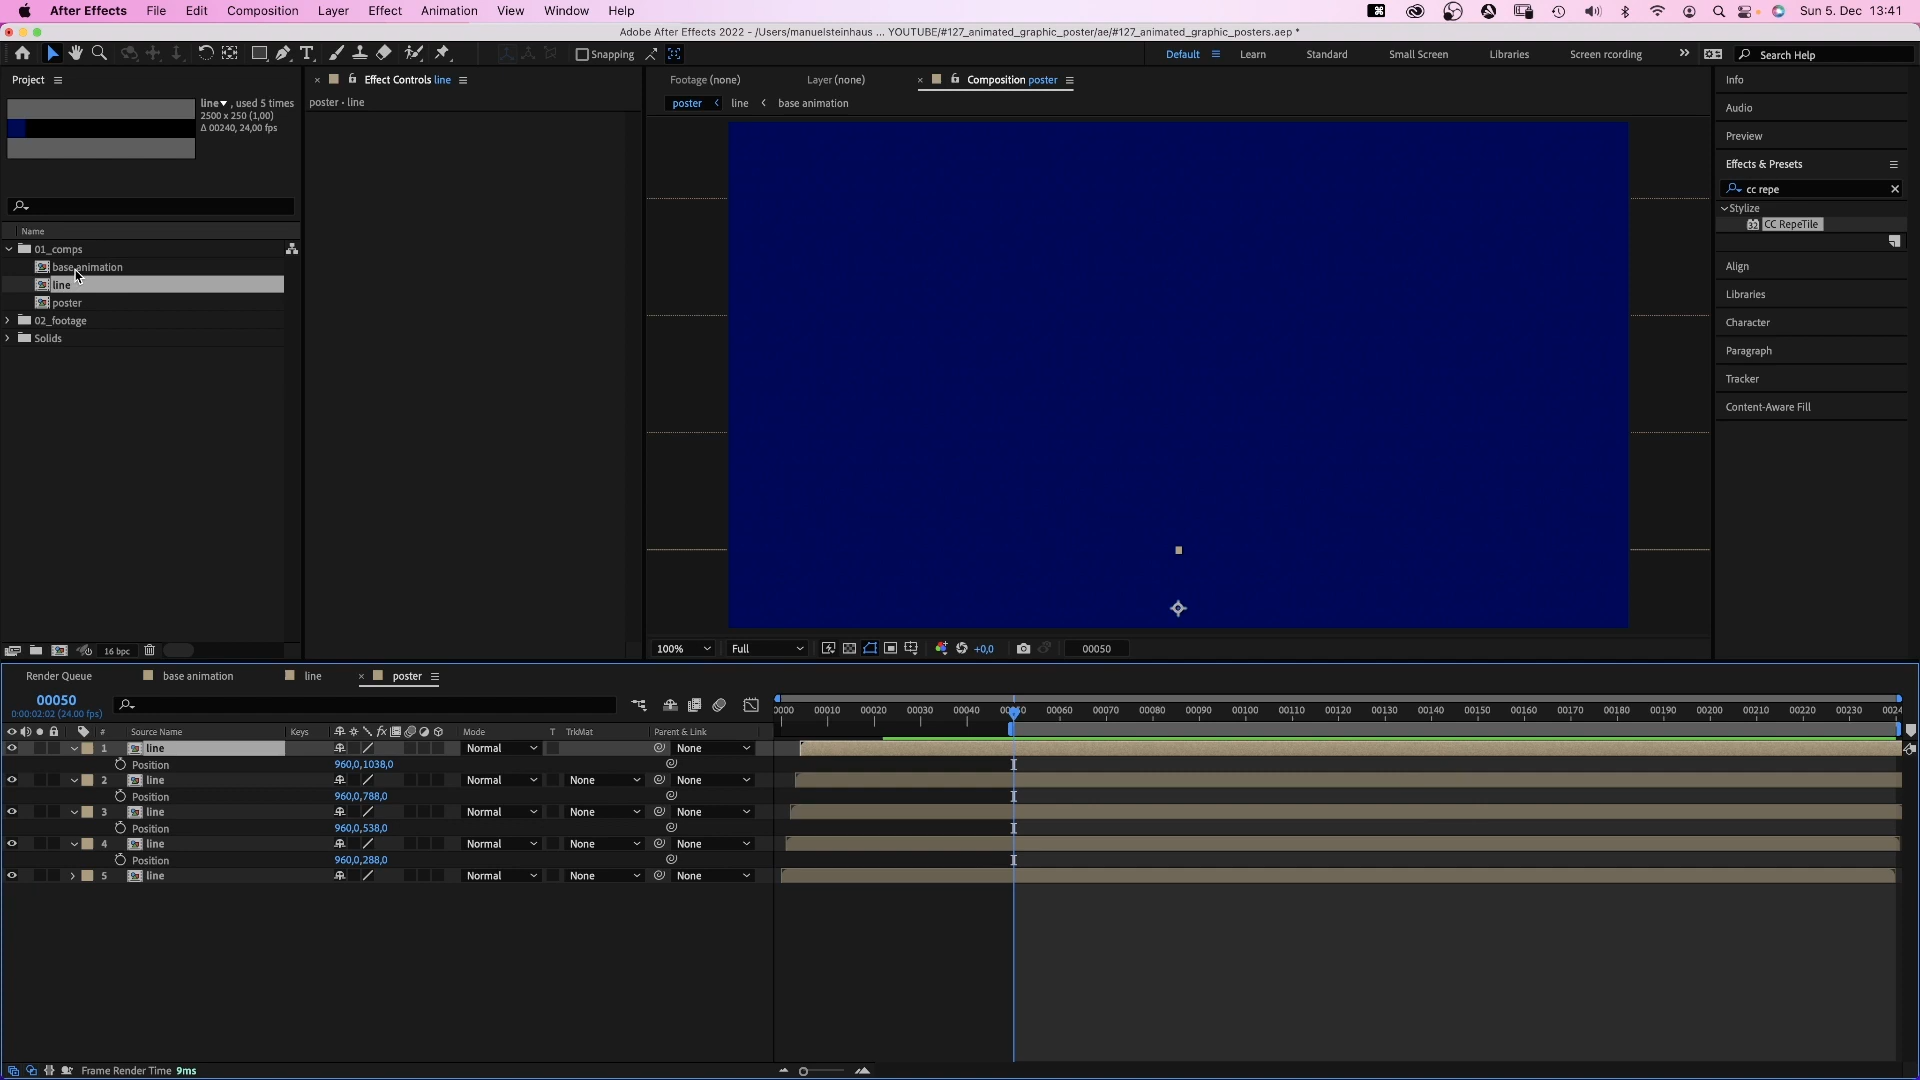 After Effects File Edit Composition Layer Effect Animation View Window Help Sun 5. Dec 13:41
Adobe After Effects 2022 - /Users/manuelsteinhaus ... YOUTUBE/#127_animated_graphic_poster/ae/#127_animated_graphic_posters.aep *
Snapping Default Learn Standard Small Screen Libraries Screen rcording Search Help
Project Effect Controls line Footage (none) Layer (none) Composition poster Info
line , used 5 times poster · line poster line base animation
2500 x 250 (1,00)
Δ 00240, 24,00 fps
Audio
Preview
Effects & Presets
cc repe
Stylize
CC RepeTile
Align
Libraries
Character
Paragraph
Tracker
Content-Aware Fill
Name
01_comps
base animation
line
poster
02_footage
Solids
16 bpc 100% Full +0,0 00050
Render Queue base animation line poster
00050
0:00:02:02 (24.00 fps)
0000 00010 00020 00030 00040 00060 00070 00080 00090 00100 00110 00120 00130 00140 00150 00160 00170 00180 00190 00200 00210 00220 00230 0024
# Source Name Keys Mode T TrkMat Parent & Link
1 line Normal None
Position 960,0,1038,0
2 line Normal None None
Position 960,0,788,0
3 line Normal None None
Position 960,0,538,0
4 line Normal None None
Position 960,0,288,0
5 line Normal None None
Frame Render Time 9ms